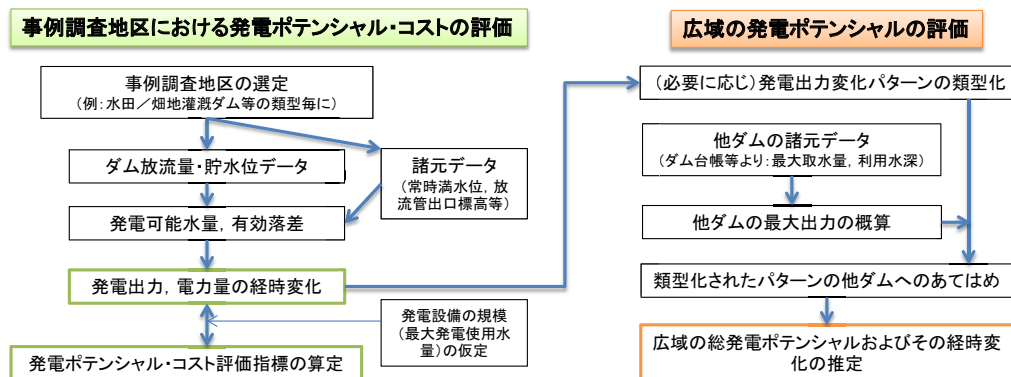 事例調査地区における発電ポテンシャル・コストの評価
事例調査地区の選定
(例:水田/畑地灌漑ダム等の類型毎に)
ダム放流量・貯水位データ
諸元データ
(常時満水位, 放
流管出口標高等)
発電可能水量, 有効落差
発電出力, 電力量の経時変化
発電設備の規模
(最大発電使用水
量)の仮定
発電ポテンシャル・コスト評価指標の算定
広域の発電ポテンシャルの評価
(必要に応じ)発電出力変化パターンの類型化
他ダムの諸元データ
(ダム台帳等より:最大取水量, 利用水深)
他ダムの最大出力の概算
類型化されたパターンの他ダムへのあてはめ
広域の総発電ポテンシャルおよびその経時変
化の推定